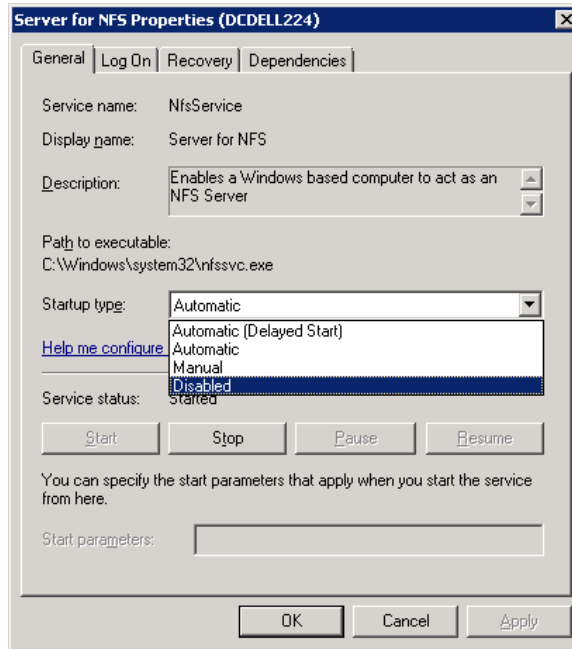 Server for NFS Properties (DCDELL224)
General Log On Recovery Dependencies
Service name: NfsService
Display name: Server for NFS
Description: Enables a Windows based computer to act as an
NFS Server
Path to executable:
C:\Windows\system32\nfssvc.exe
Startup type: Automatic
Automatic (Delayed Start)
Help me configure Automatic
Manual
Disabled
Service status: Started
Start Stop Pause Resume
You can specify the start parameters that apply when you start the service
from here.
Start parameters:
OK Cancel Apply